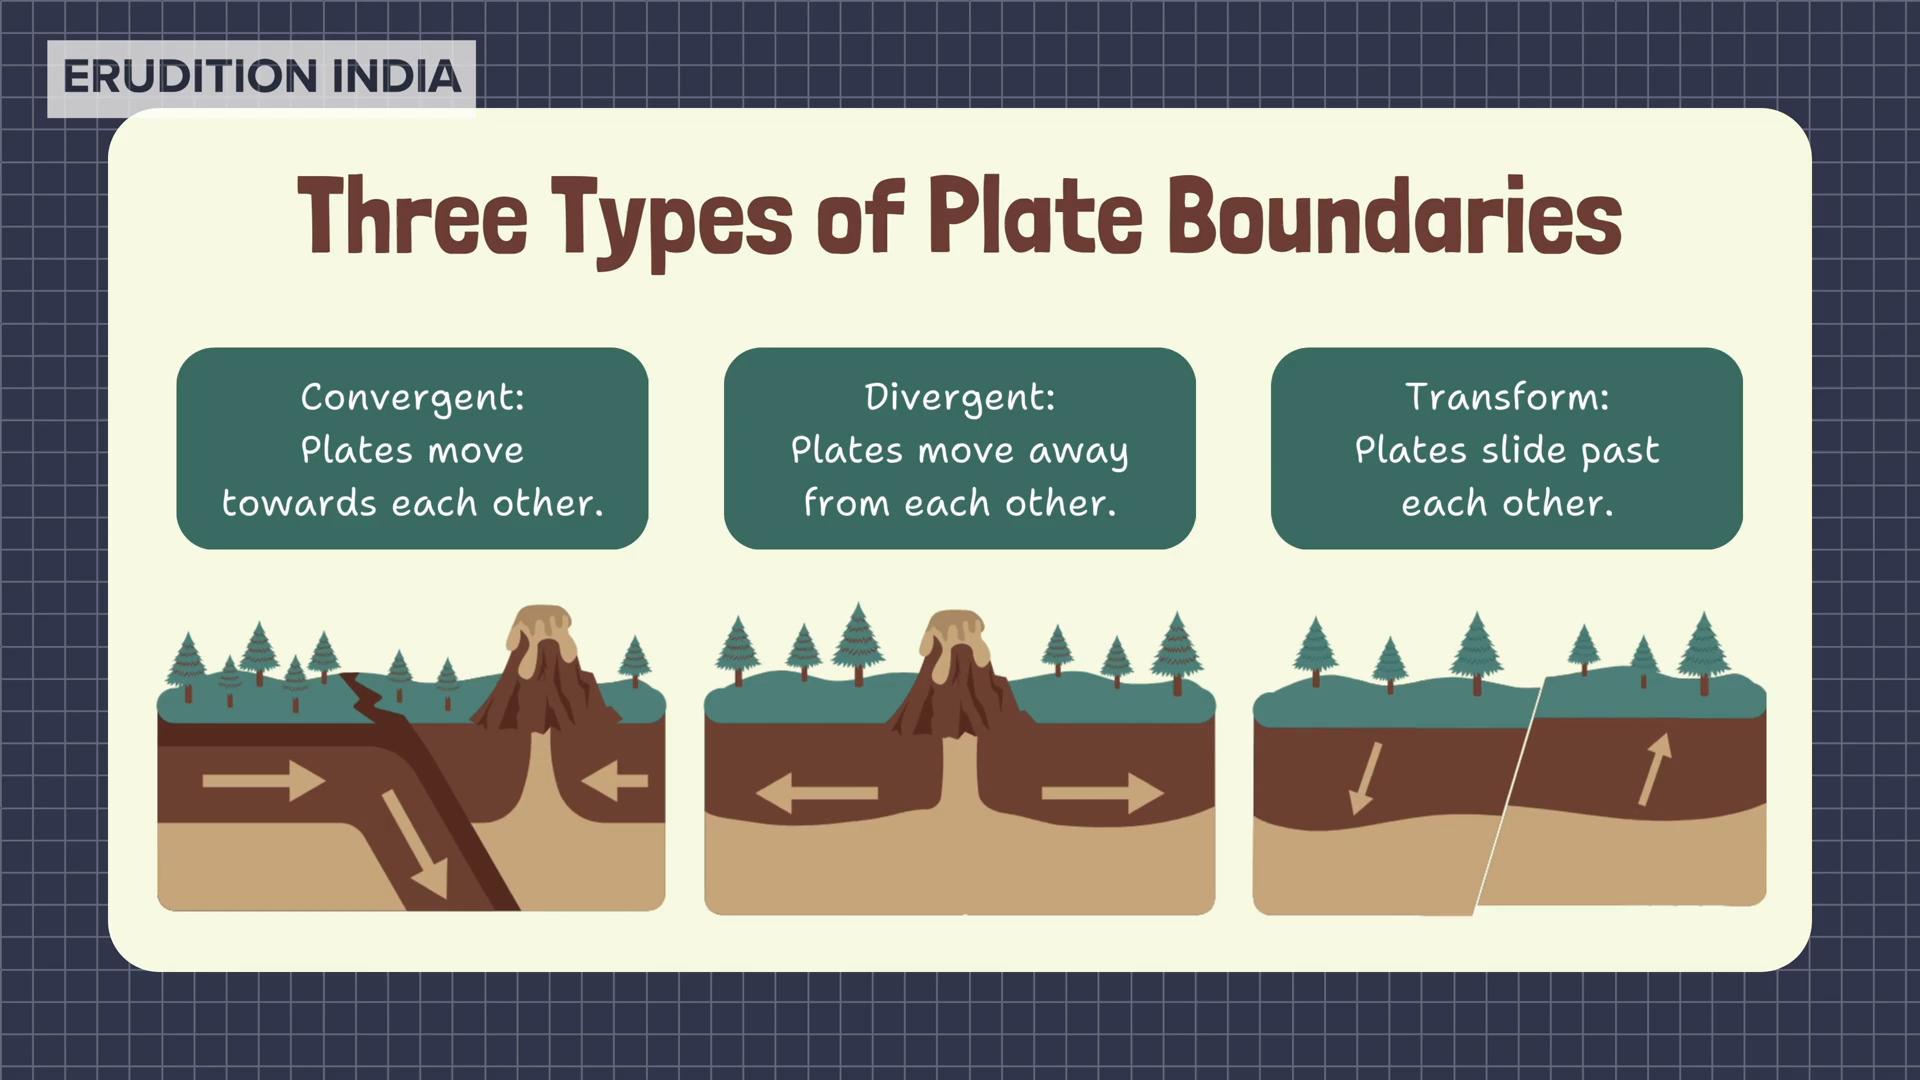 ERUDITION INDIA
Three Types of Plate Boundaries
Convergent:
Plates move
towards each other.
Divergent:
Plates move away
from each other.
Transform:
Plates slide past
each other.